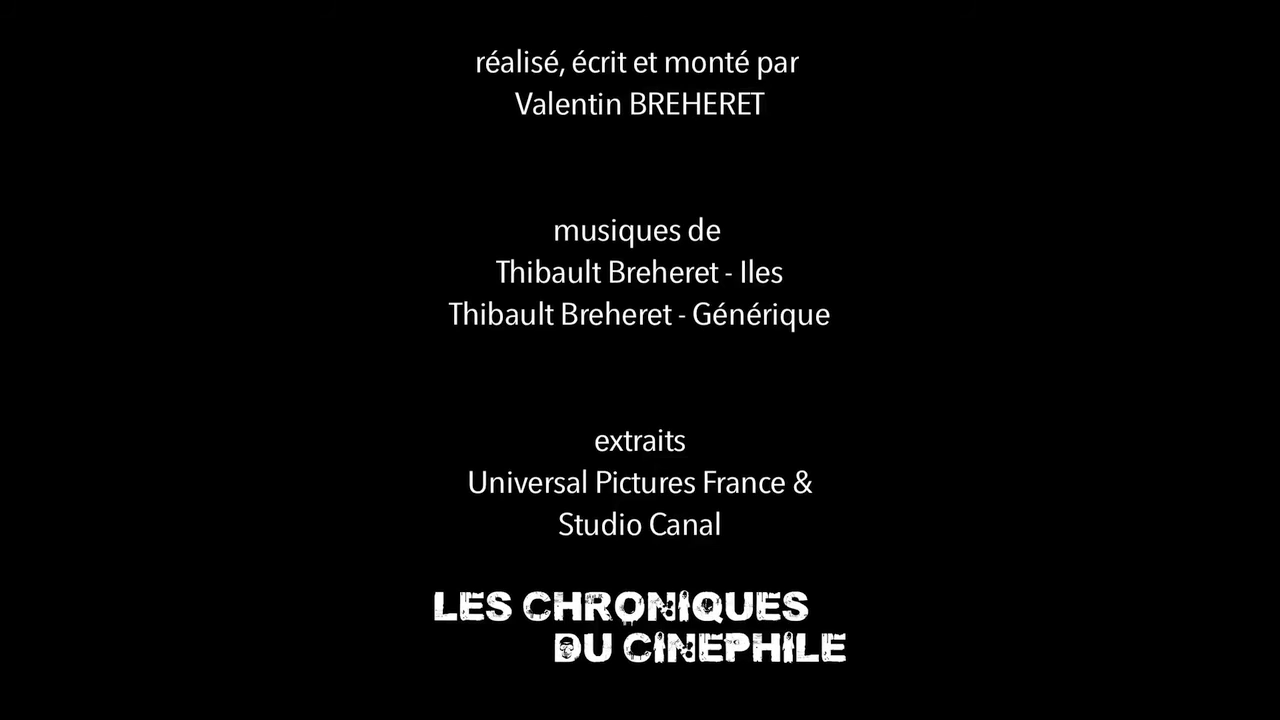 réalisé, écrit et monté par
Valentin BREHERET
musiques de
Thibault Breheret - Iles
Thibault Breheret - Générique
extraits
Universal Pictures France &
Studio Canal
LES CHRONIQUES
DU CINEPHILE